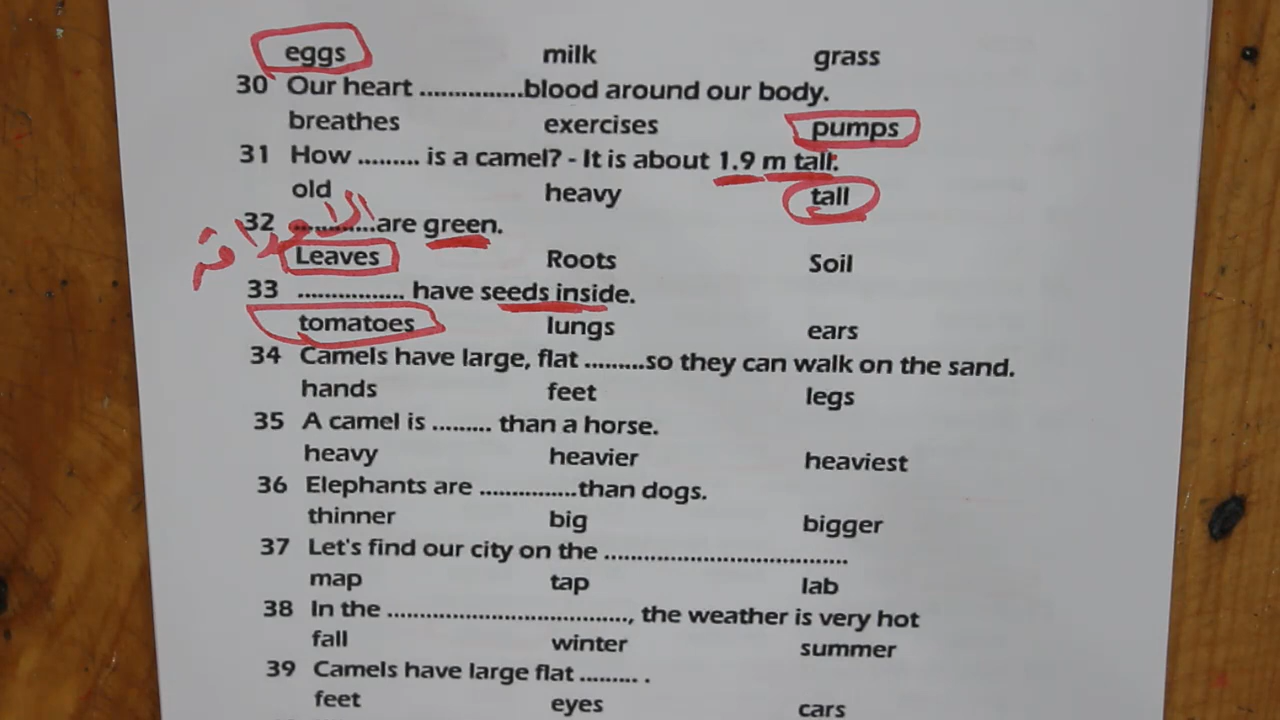 eggs milk grass
30 Our heart ...............blood around our body.
breathes exercises pumps
31 How ......... is a camel? - It is about 1.9 m tall.
old heavy tall
32 ............are green.
Leaves Roots Soil
33 ................ have seeds inside.
tomatoes lungs ears
34 Camels have large, flat .........so they can walk on the sand.
hands feet legs
35 A camel is ......... than a horse.
heavy heavier heaviest
36 Elephants are ...............than dogs.
thinner big bigger
37 Let's find our city on the .....................................
map tap lab
38 In the ....................................., the weather is very hot
fall winter summer
39 Camels have large flat ......... .
feet eyes cars